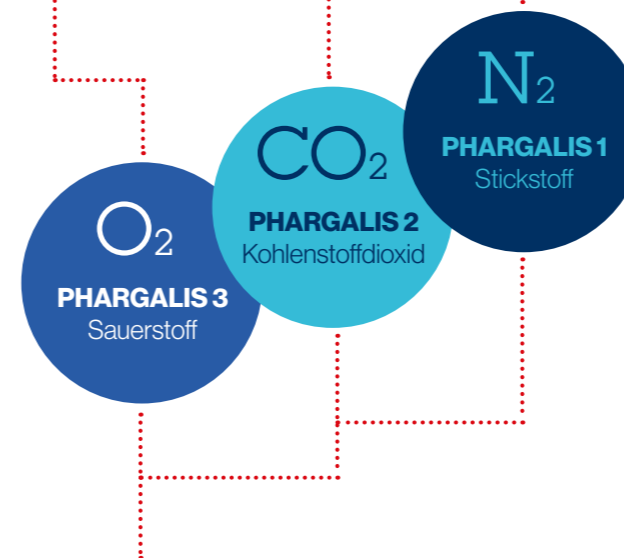 N₂
PHARGALIS 1
Stickstoff
CO₂
PHARGALIS 2
Kohlenstoffdioxid
O₂
PHARGALIS 3
Sauerstoff